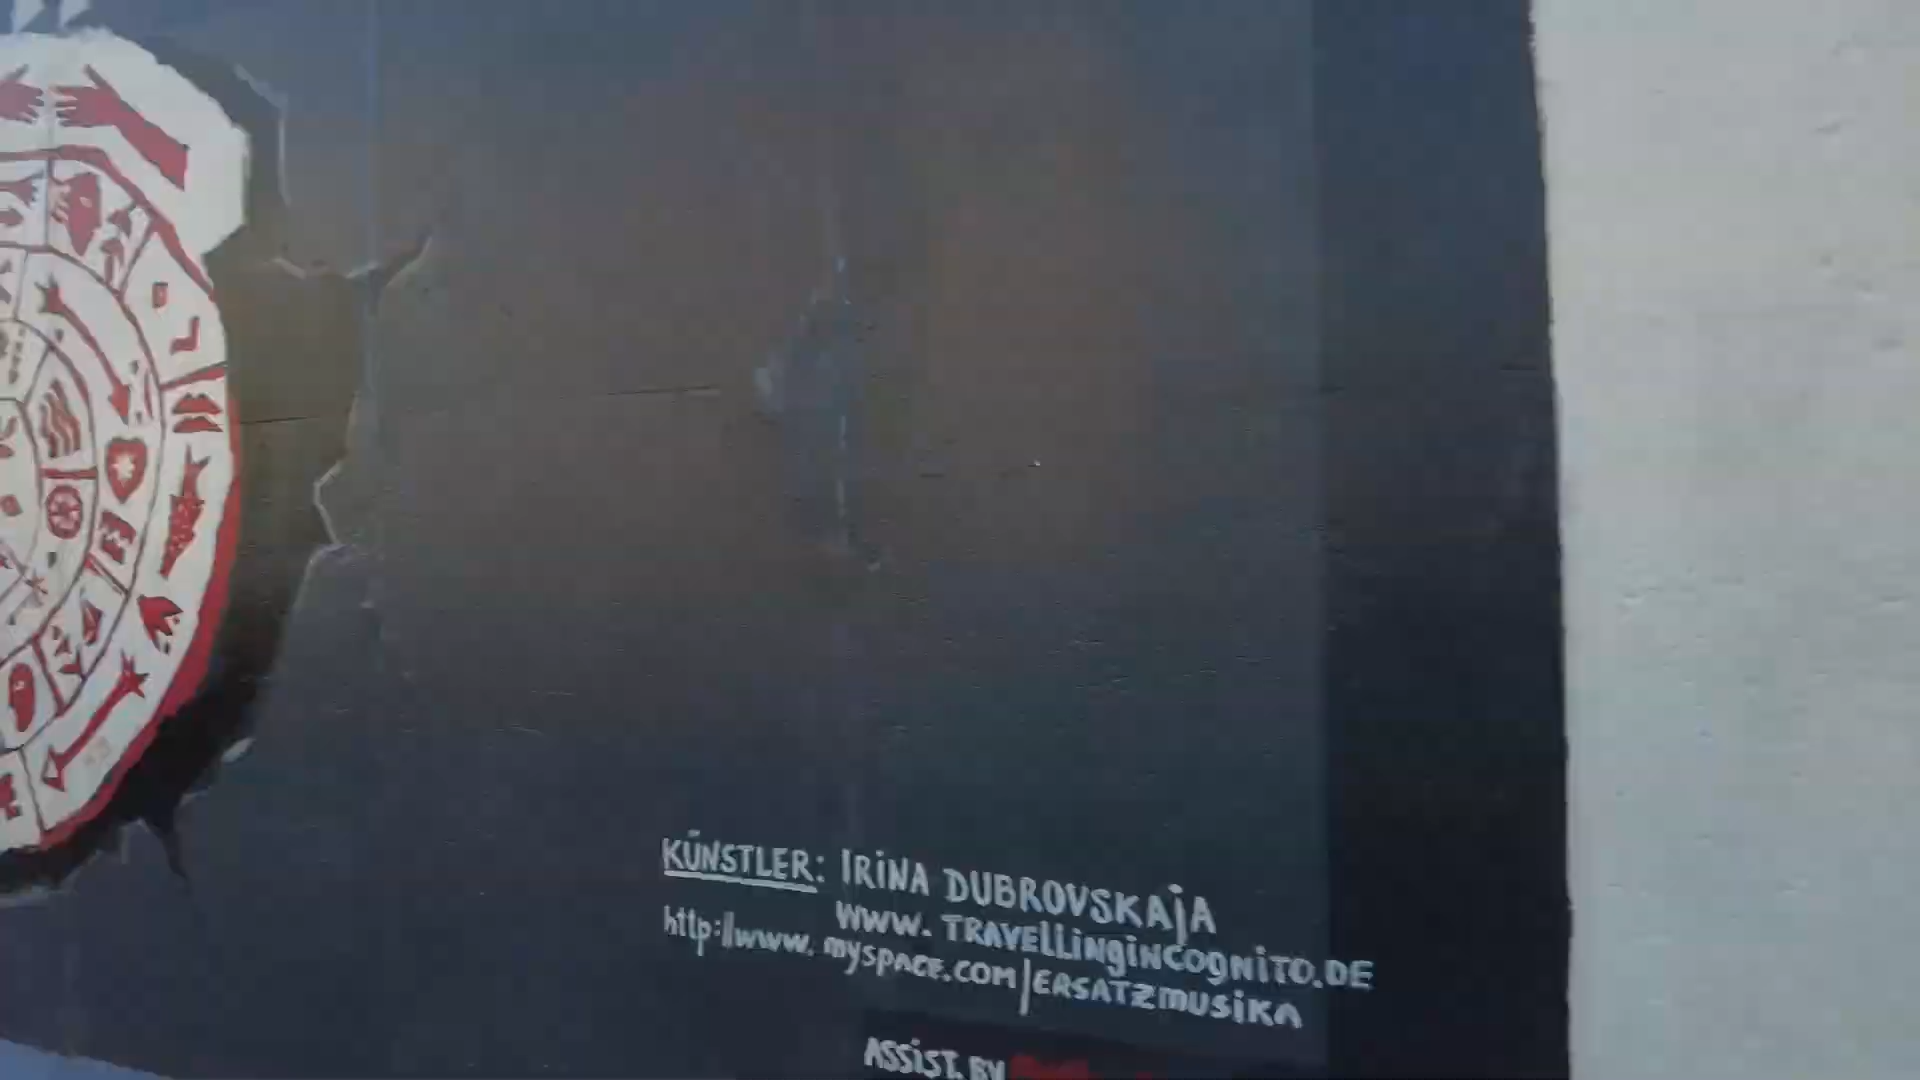 KÜNSTLER: IRINA DUBROVSKAJA
WWW. TRAVELLINGINCOGNITO.DE
http://www.myspace.com/ERSATZMUSIKA
ASSIST. BY